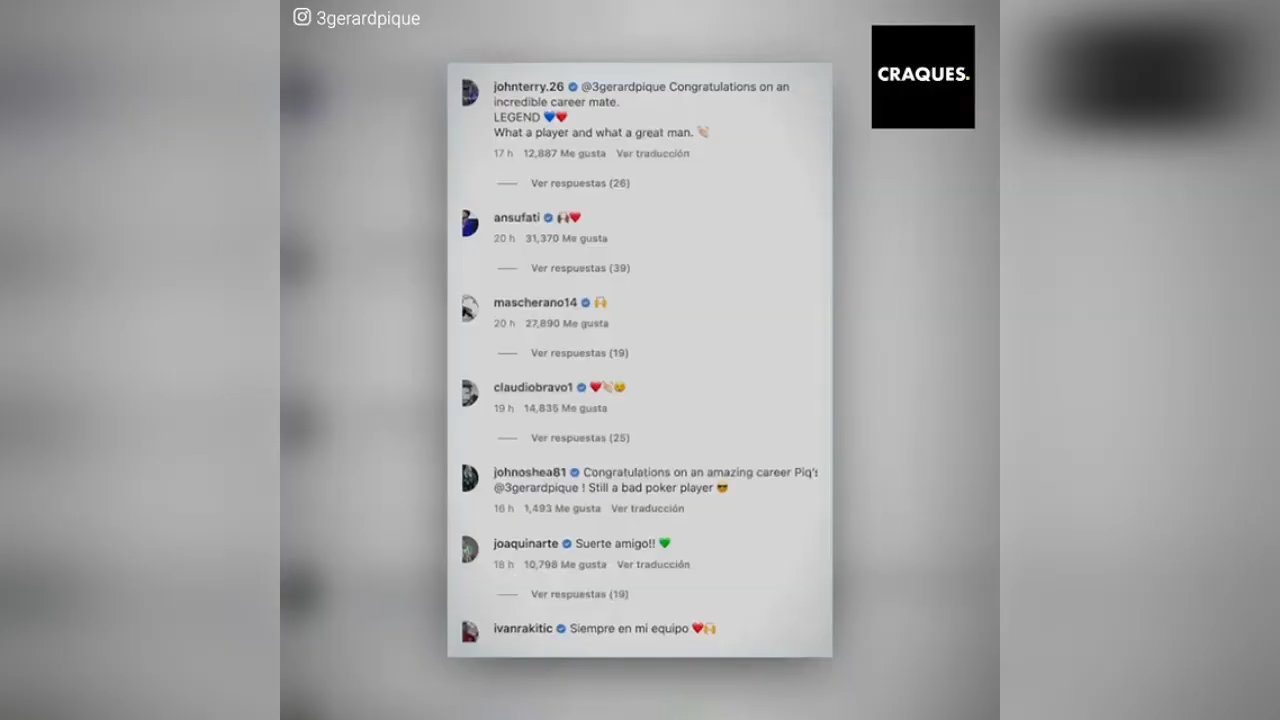 3gerardpique
CRAQUES.
johnterry.26 @3gerardpique Congratulations on an
incredible career mate.
LEGEND 💙❤️
What a player and what a great man. 👏🏻
17 h 12,887 Me gusta Ver traducción
Ver respuestas (26)
ansufati 🙌🏽❤️
20 h 31,370 Me gusta
Ver respuestas (39)
mascherano14 🙌
20 h 27,890 Me gusta
Ver respuestas (19)
claudiobravo1 ❤️👏🏻😉
19 h 14,835 Me gusta
Ver respuestas (25)
johnoshea81 Congratulations on an amazing career Piq's
@3gerardpique ! Still a bad poker player 😎
16 h 1,493 Me gusta Ver traducción
joaquinarte Suerte amigo!! 💚
18 h 10,798 Me gusta Ver traducción
Ver respuestas (19)
ivanrakitic Siempre en mi equipo ❤️🙌